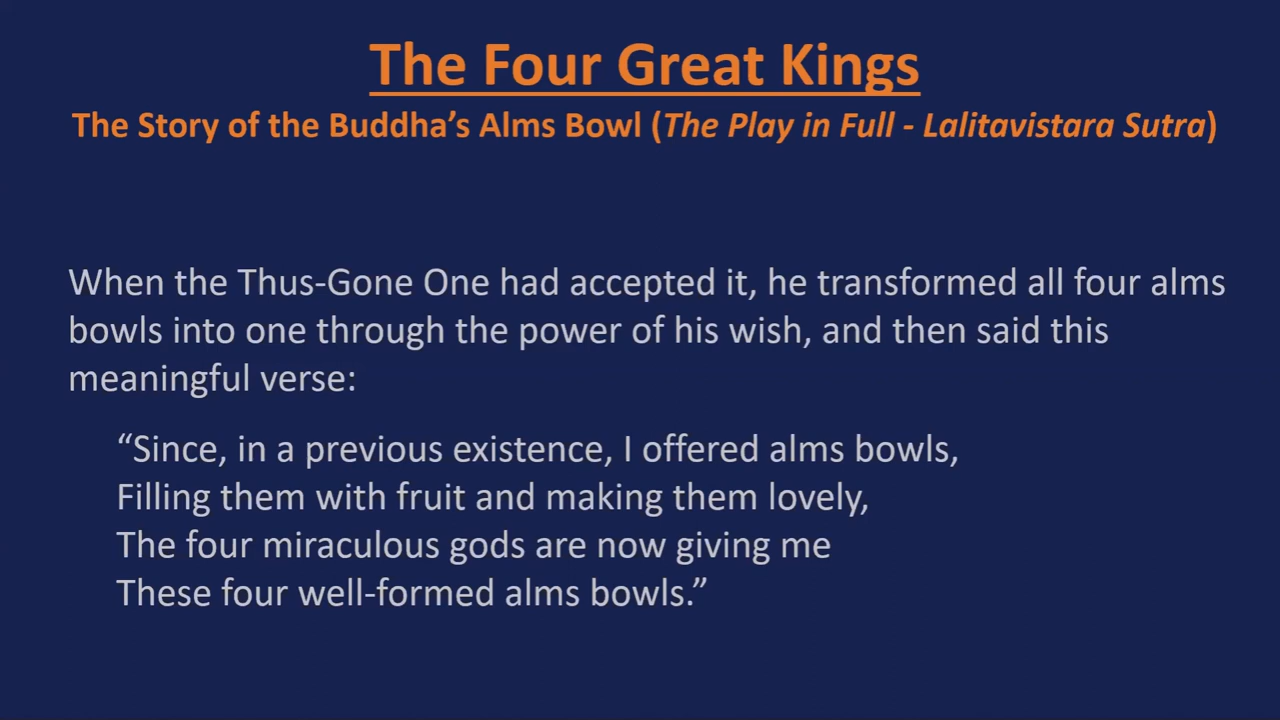 The Four Great Kings
The Story of the Buddha’s Alms Bowl (The Play in Full - Lalitavistara Sutra)
When the Thus-Gone One had accepted it, he transformed all four alms
bowls into one through the power of his wish, and then said this
meaningful verse:
“Since, in a previous existence, I offered alms bowls,
Filling them with fruit and making them lovely,
The four miraculous gods are now giving me
These four well-formed alms bowls.”